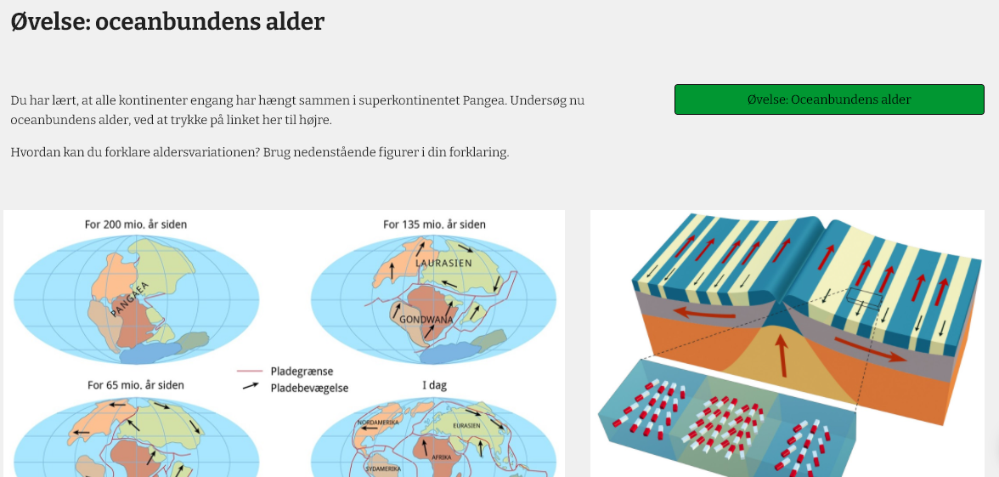 Øvelse: oceanbundens alder
Du har lært, at alle kontinenter engang har hængt sammen i superkontinentet Pangea. Undersøg nu
oceanbundens alder, ved at trykke på linket her til højre.
Øvelse: Oceanbundens alder
Hvordan kan du forklare aldersvariationen? Brug nedenstående figurer i din forklaring.
For 200 mio. år siden
For 135 mio. år siden
PANGÆA
LAURASIEN
GONDWANA
Pladegrænse
Pladebevægelse
For 65 mio. år siden
I dag
NORDAMERIKA
EURASIEN
AFRIKA
SYDAMERIKA